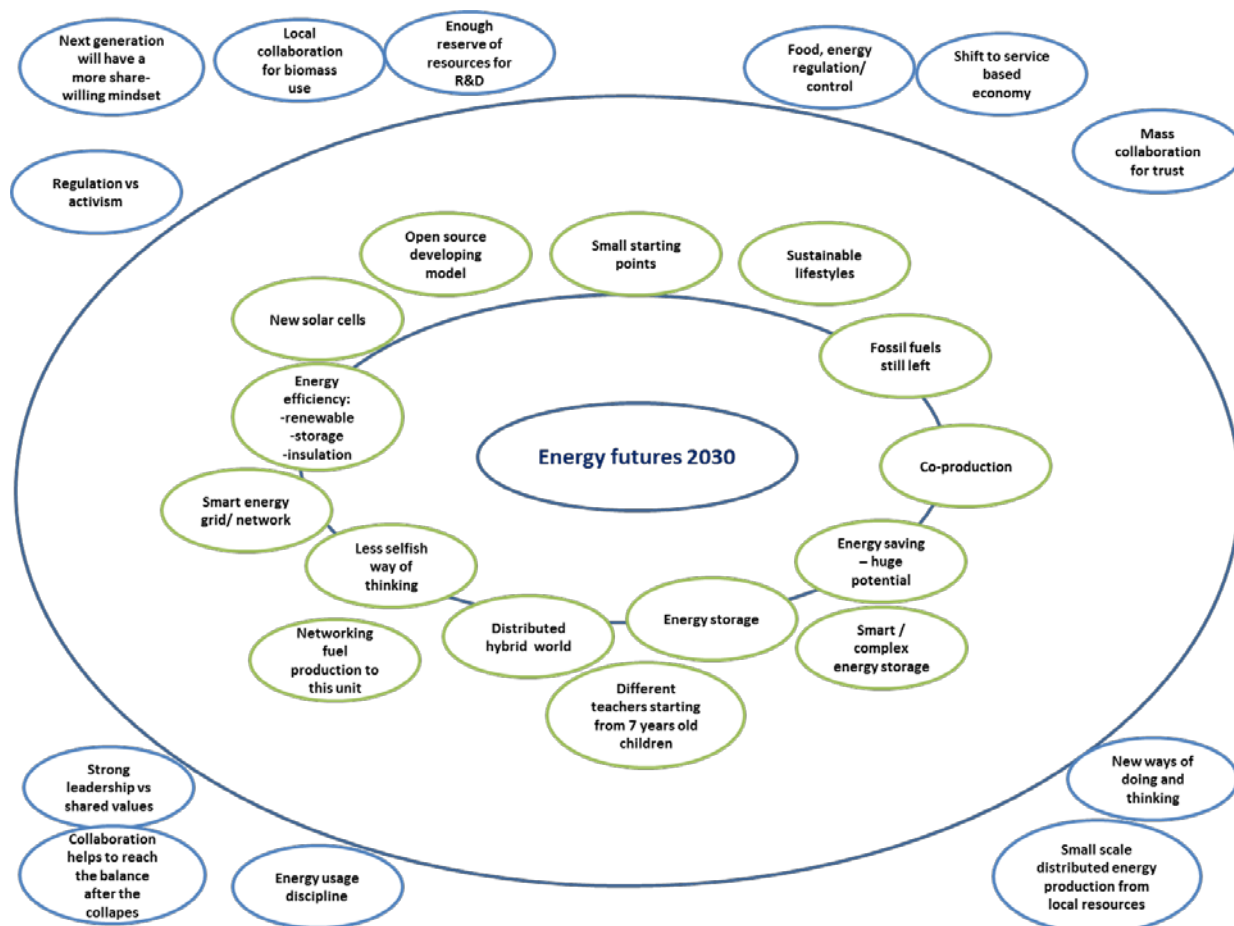 Next generation
will have a
more share-
willing mindset
Local
collaboration
for biomass
use
Enough
reserve of
resources for
R&D
Food, energy
regulation/
control
Shift to service
based
economy
Mass
collaboration
for trust
Regulation vs
activism
Open source
developing
model
Small starting
points
Sustainable
lifestyles
New solar cells
Fossil fuels
still left
Energy
efficiency:
-renewable
-storage
-insulation
Energy futures 2030
Co-production
Smart energy
grid/ network
Less selfish
way of
thinking
Energy saving
– huge
potential
Distributed
hybrid world
Energy storage
Networking
fuel
production to
this unit
Smart /
complex
energy storage
Different
teachers starting
from 7 years old
children
Strong
leadership vs
shared values
New ways of
doing and
thinking
Collaboration
helps to reach
the balance
after the
collapes
Energy usage
discipline
Small scale
distributed energy
production from
local resources